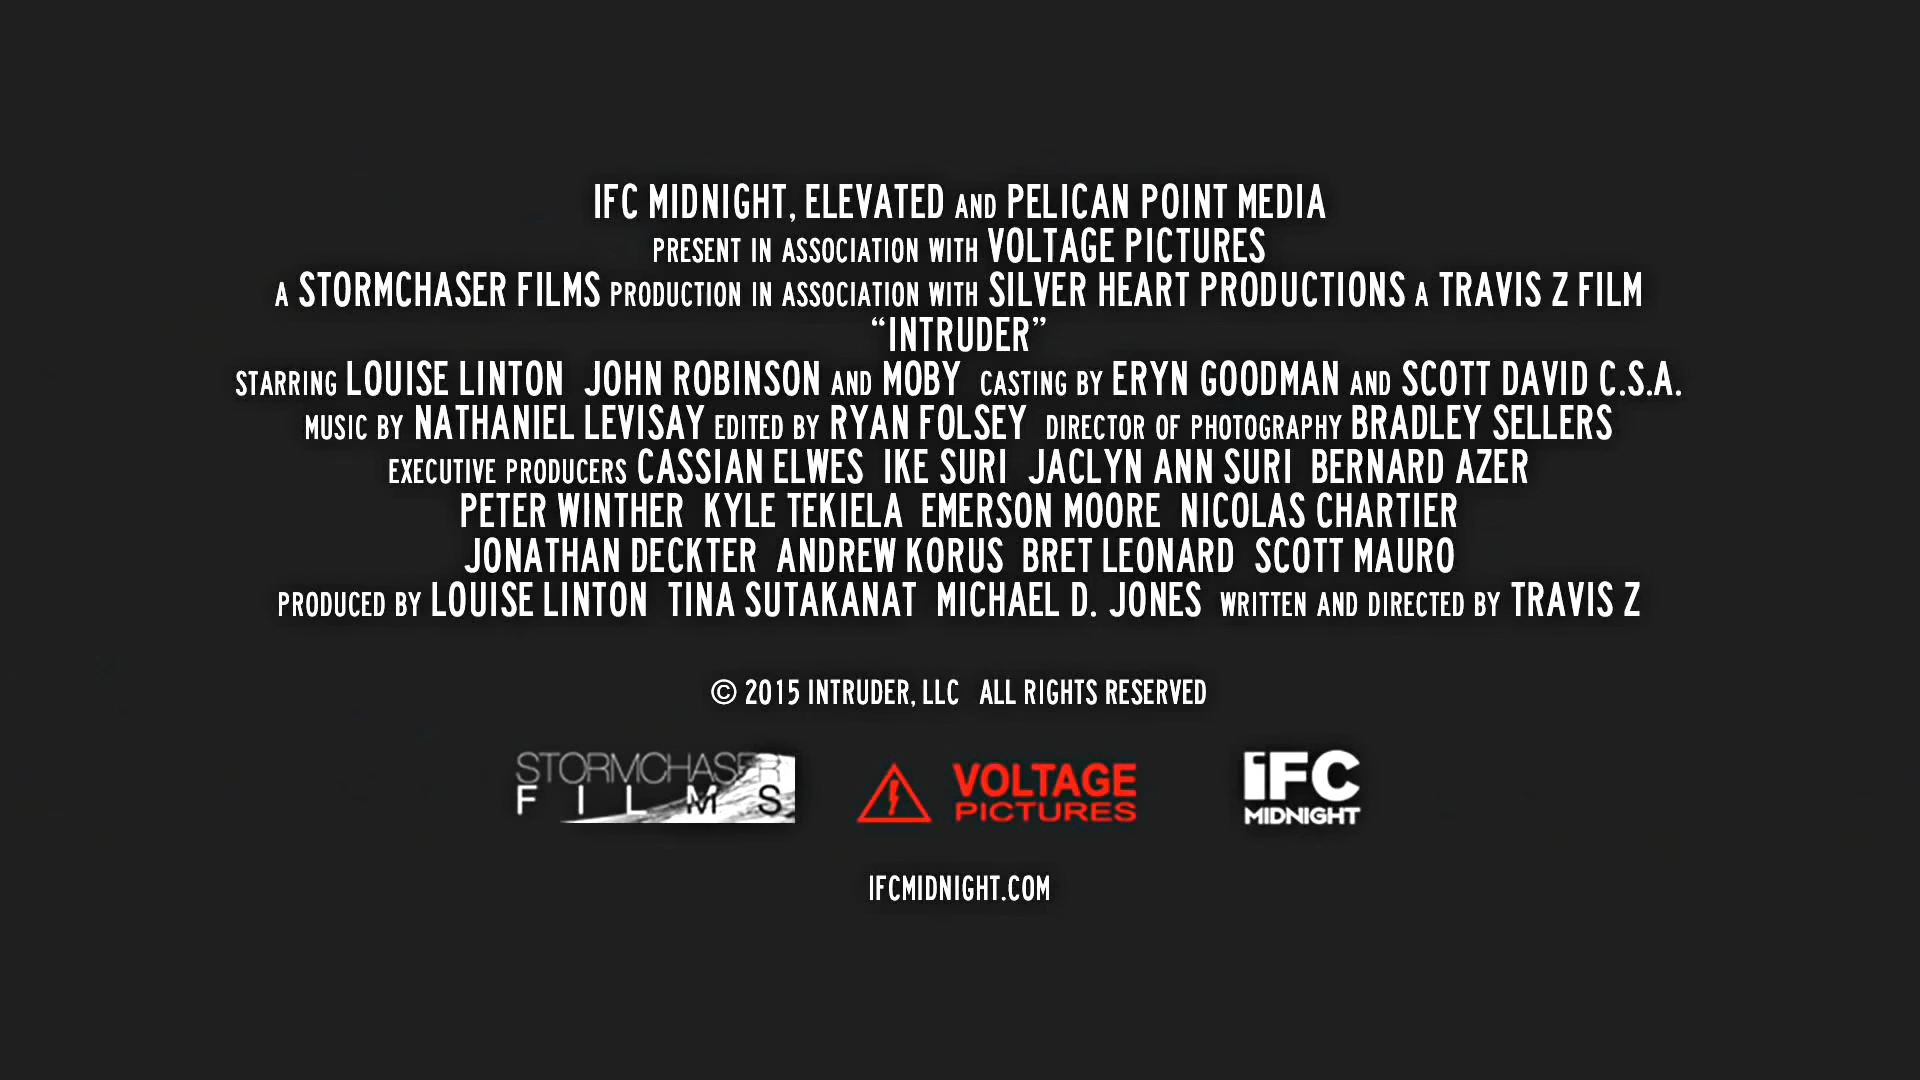 IFC MIDNIGHT, ELEVATED AND PELICAN POINT MEDIA
PRESENT IN ASSOCIATION WITH VOLTAGE PICTURES
A STORMCHASER FILMS PRODUCTION IN ASSOCIATION WITH SILVER HEART PRODUCTIONS A TRAVIS Z FILM
“INTRUDER”
STARRING LOUISE LINTON JOHN ROBINSON AND MOBY CASTING BY ERYN GOODMAN AND SCOTT DAVID C.S.A.
MUSIC BY NATHANIEL LEVISAY EDITED BY RYAN FOLSEY DIRECTOR OF PHOTOGRAPHY BRADLEY SELLERS
EXECUTIVE PRODUCERS CASSIAN ELWES IKE SURI JACLYN ANN SURI BERNARD AZER
PETER WINTHER KYLE TEKIELA EMERSON MOORE NICOLAS CHARTIER
JONATHAN DECKTER ANDREW KORUS BRET LEONARD SCOTT MAURO
PRODUCED BY LOUISE LINTON TINA SUTAKANAT MICHAEL D. JONES WRITTEN AND DIRECTED BY TRAVIS Z
© 2015 INTRUDER, LLC ALL RIGHTS RESERVED
STORMCHASER
FILMS
VOLTAGE
PICTURES
IFC
MIDNIGHT
IFCMIDNIGHT.COM